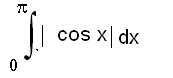 ∫₀^π | cos x| dx